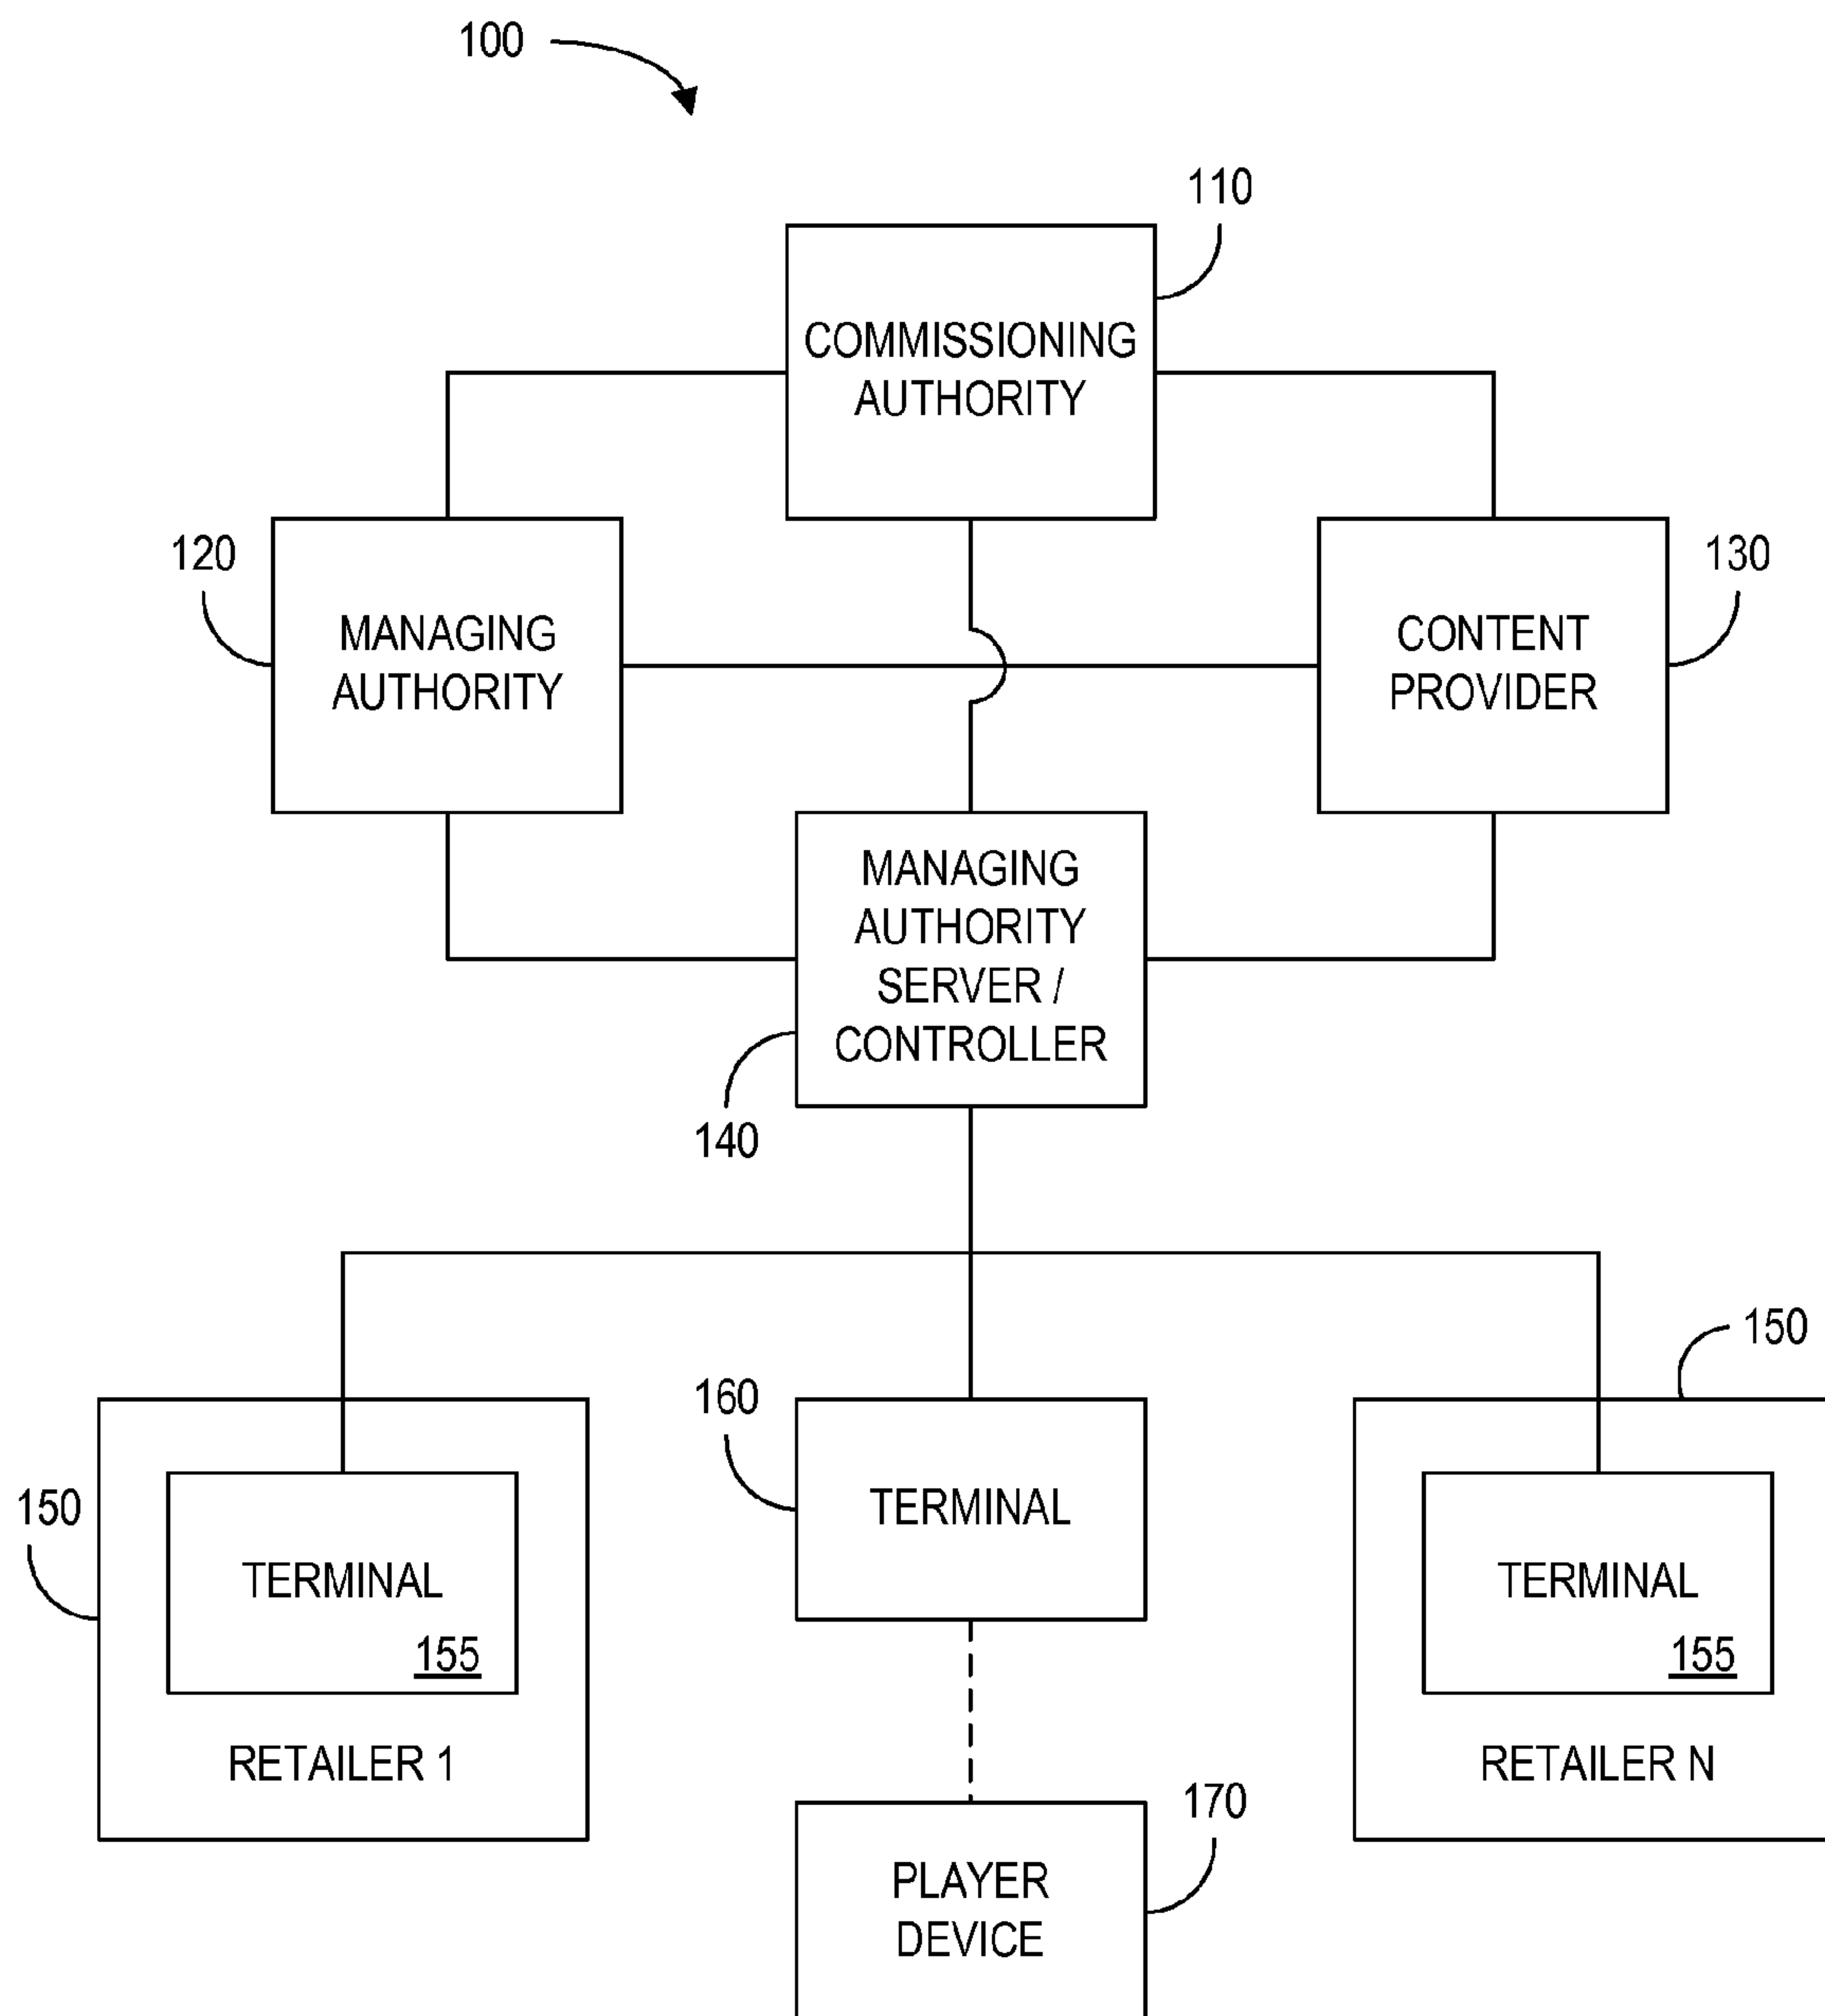 100
110
COMMISSIONING
AUTHORITY
120
130
MANAGING
AUTHORITY
CONTENT
PROVIDER
MANAGING
AUTHORITY
SERVER /
CONTROLLER
140
150
160
150
TERMINAL
TERMINAL
155
TERMINAL
155
RETAILER 1
RETAILER N
170
PLAYER
DEVICE